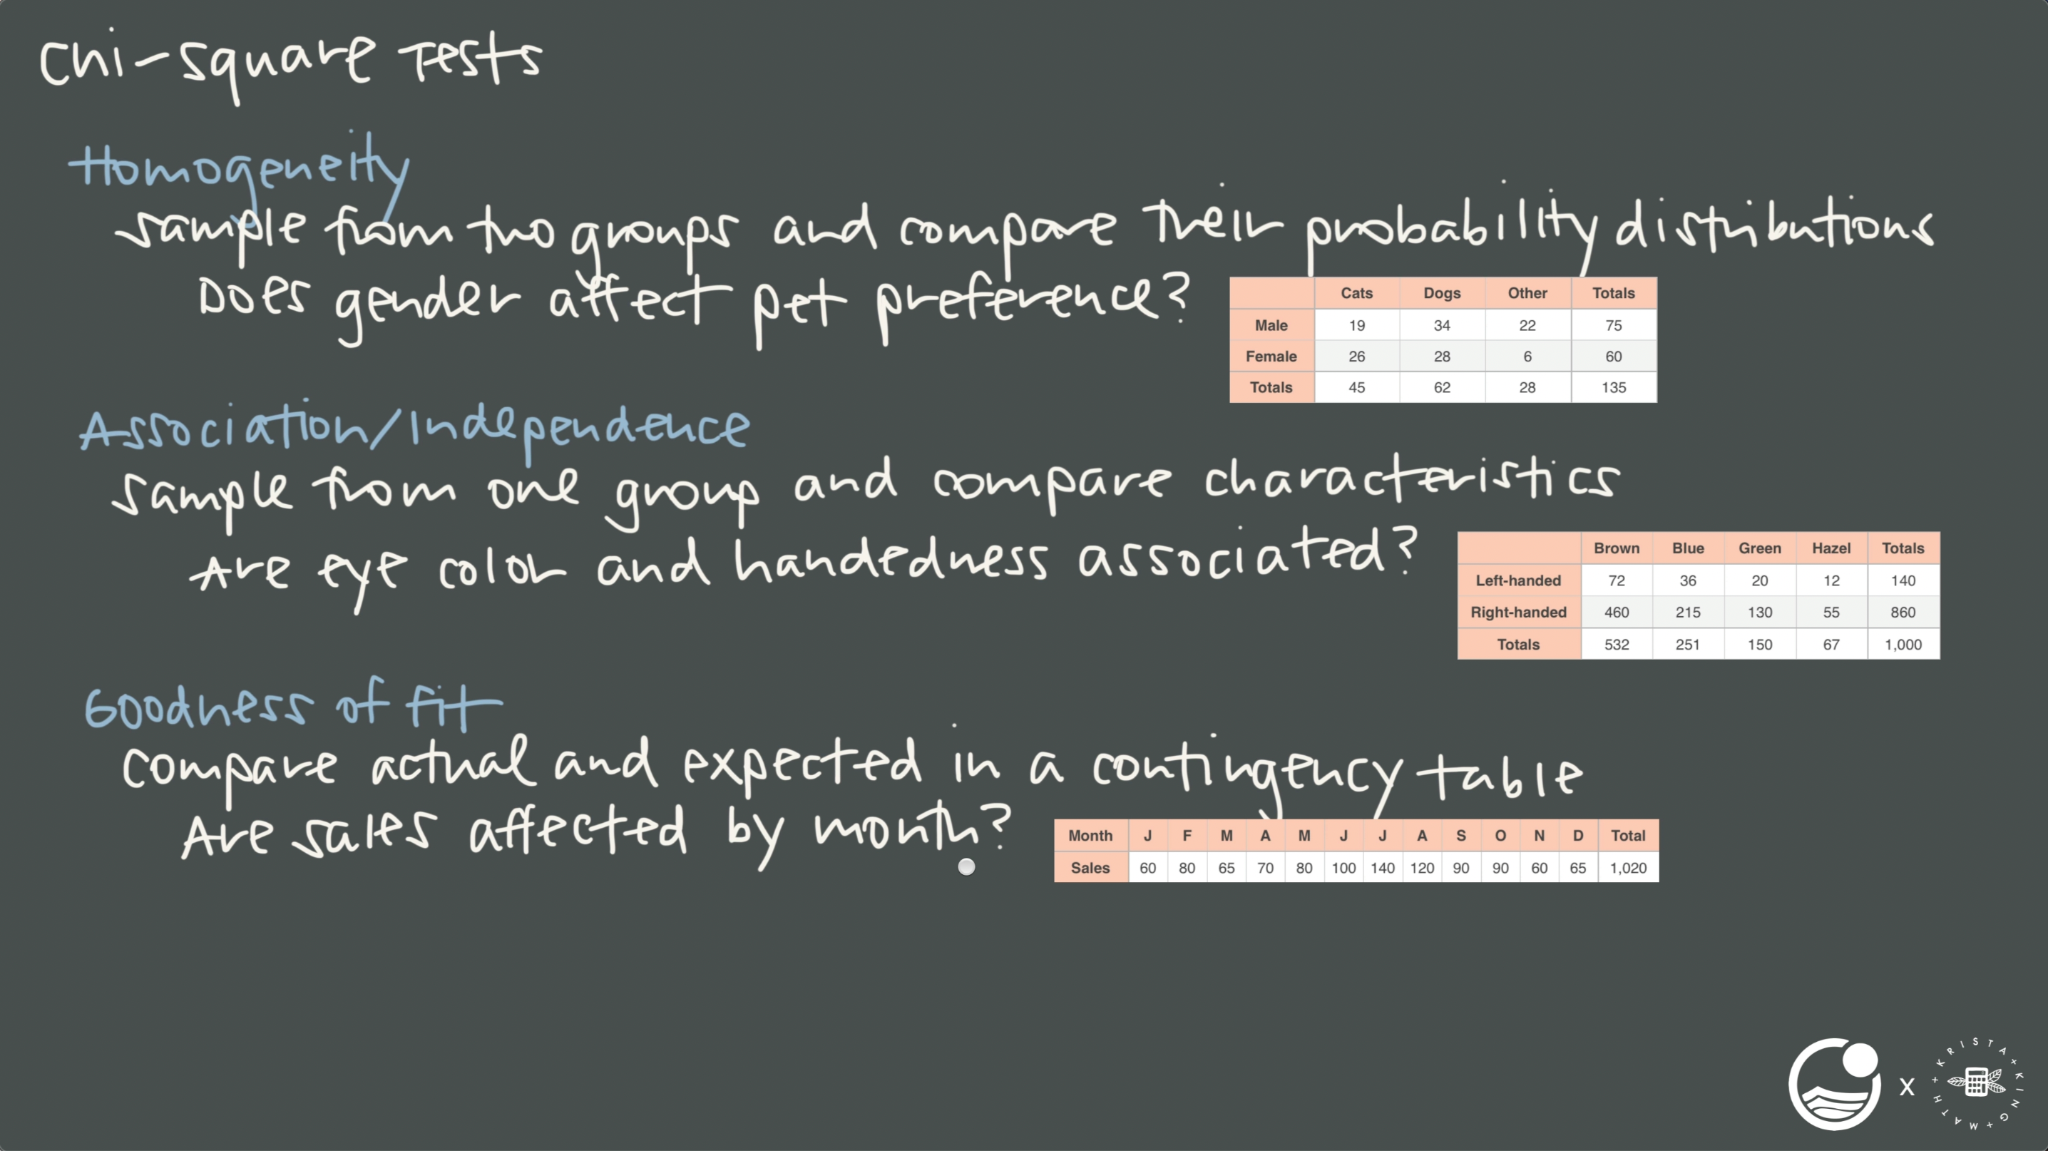 Chi-square Tests
Homogeneity
sample from two groups and compare their probability distributions
Does gender affect pet preference?
Cats Dogs Other Totals
Male 19 34 22 75
Female 26 28 6 60
Totals 45 62 28 135
Association/Independence
sample from one group and compare characteristics
Are eye color and handedness associated?
Brown Blue Green Hazel Totals
Left-handed 72 36 20 12 140
Right-handed 460 215 130 55 860
Totals 532 251 150 67 1,000
Goodness of fit
compare actual and expected in a contingency table
Are sales affected by month?
Month J F M A M J J A S O N D Total
Sales 60 80 65 70 80 100 140 120 90 90 60 65 1,020
X
KRISTA + KING + MATH +